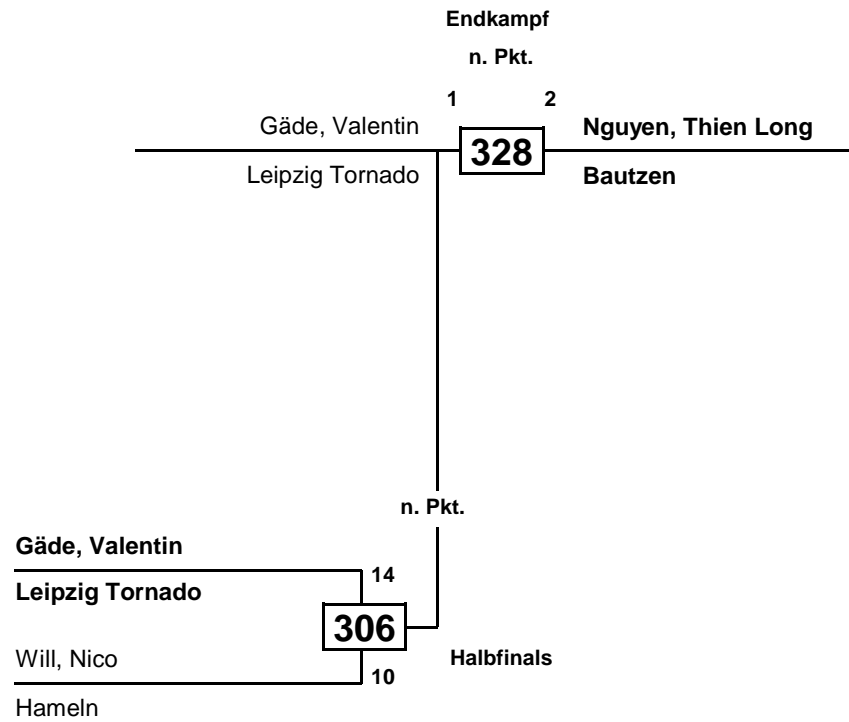 Endkampf
n. Pkt.
1 2
Gäde, Valentin 328 Nguyen, Thien Long
Leipzig Tornado Bautzen
n. Pkt.
Gäde, Valentin
14
Leipzig Tornado
306
Will, Nico Halbfinals
10
Hameln